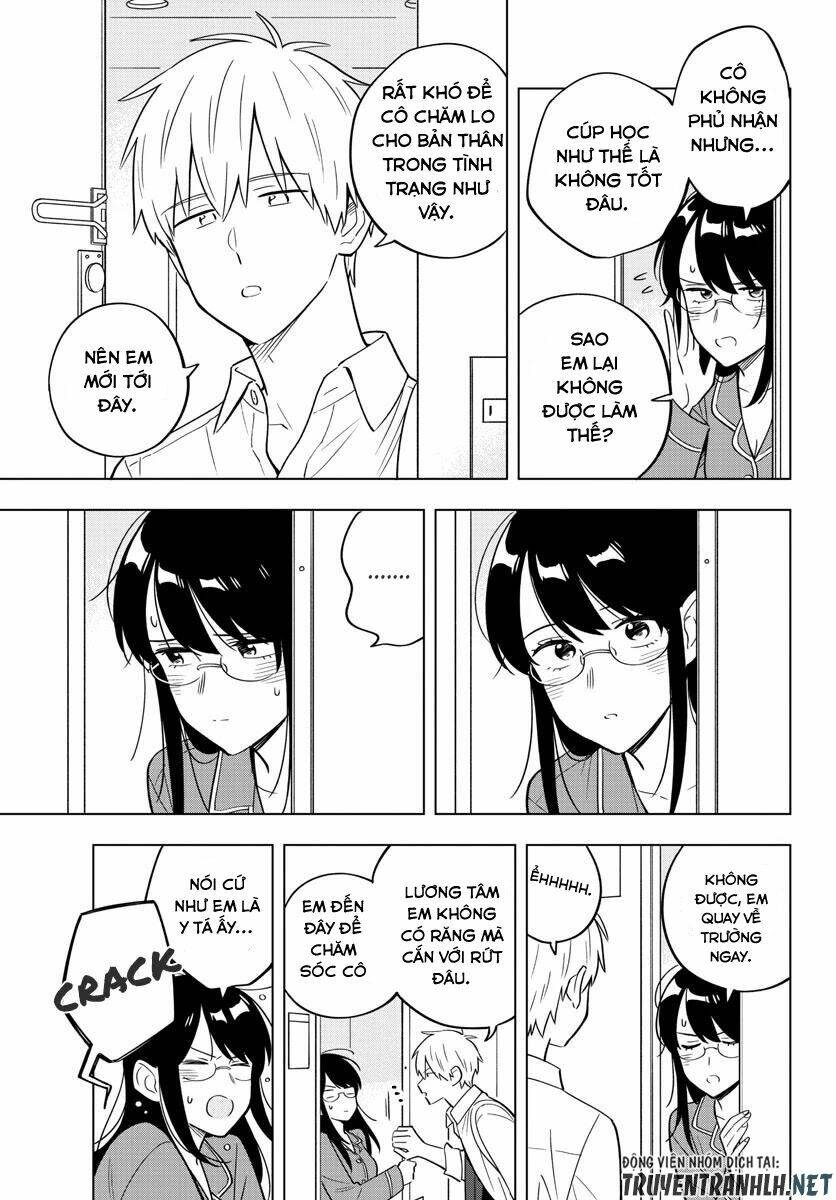 CÔ
KHÔNG
PHỦ NHẬN
NHƯNG...
CÚP HỌC
NHƯ THẾ LÀ
KHÔNG TỐT
ĐÂU.
SAO
EM LẠI
KHÔNG
ĐƯỢC LÀM
THẾ?
RẤT KHÓ ĐỂ
CÔ CHĂM LO
CHO BẢN THÂN
TRONG TÌNH
TRẠNG NHƯ
VẬY.
NÊN EM
MỚI TỚI
ĐÂY.
........
KHÔNG
ĐƯỢC, EM
QUAY VỀ
TRƯỜNG
NGAY.
ỂHHHHH.
LƯƠNG TÂM
EM KHÔNG
CÓ RĂNG MÀ
CẮN VỚI RỨT
ĐÂU.
EM ĐẾN
ĐÂY ĐỂ
CHĂM
SÓC CÔ
NÓI CỨ
NHƯ EM LÀ
Y TÁ ẤY...
CRACK
ĐỘNG VIÊN NHÓM DỊCH TẠI:
TRUYENTRANHLH.NET